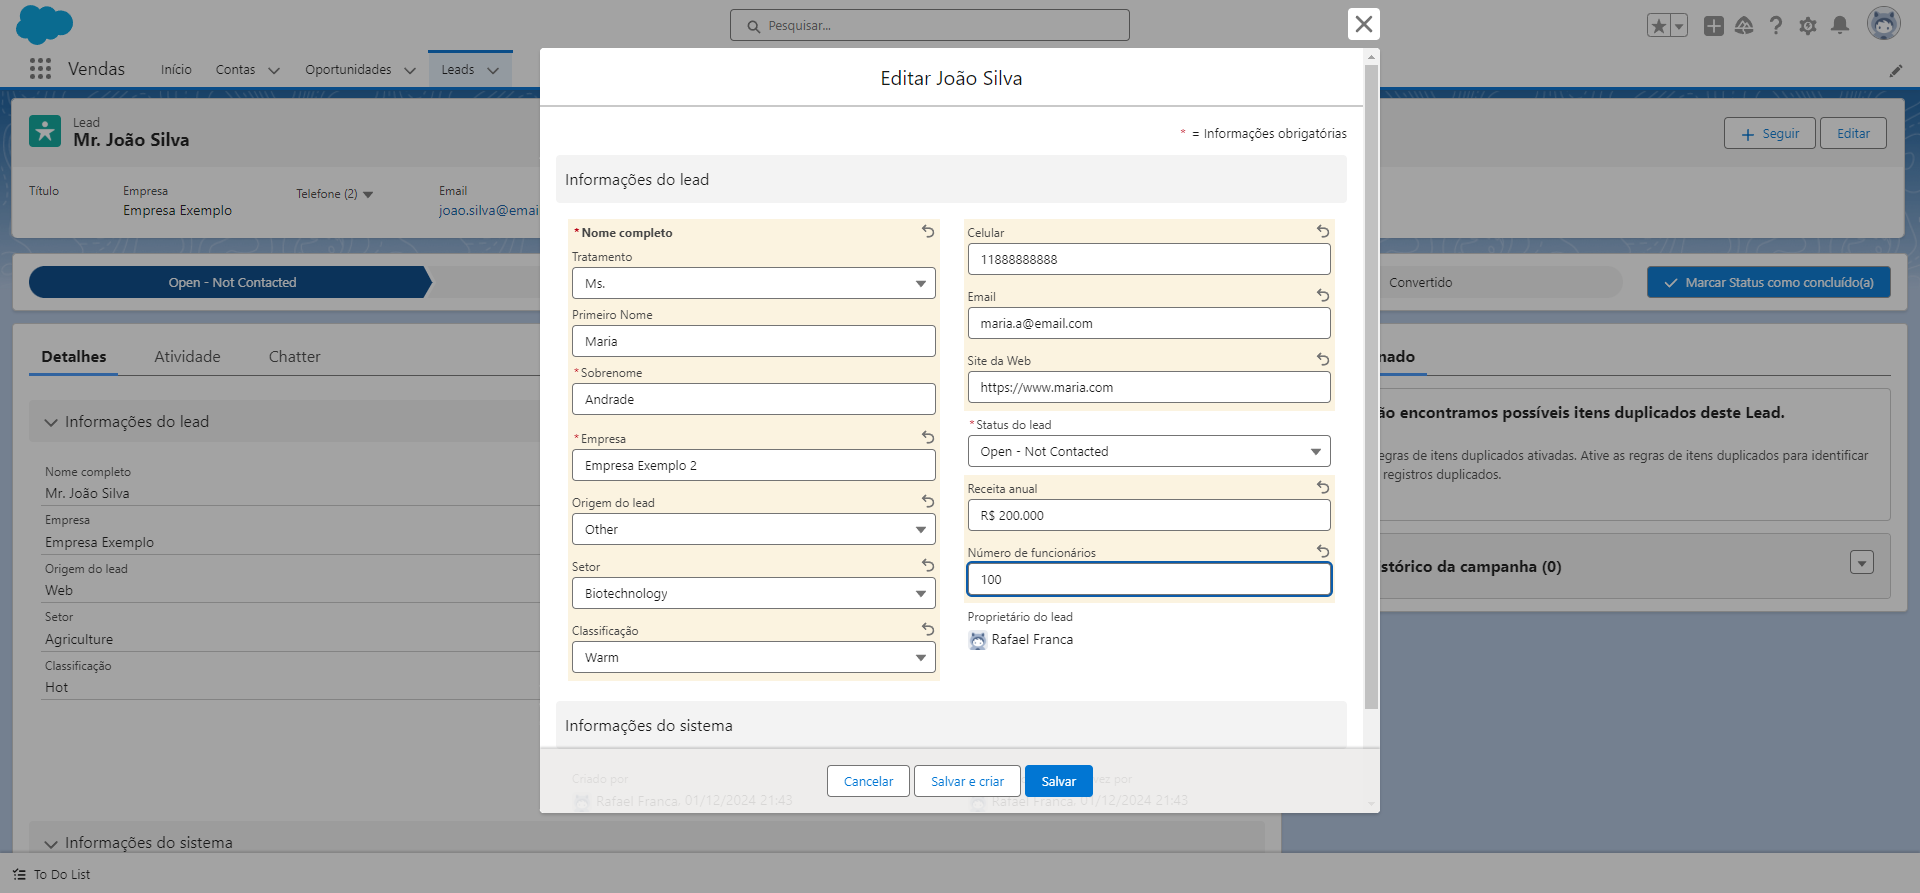 Pesquisar...
Vendas
Início
Contas
Oportunidades
Leads
Lead
Mr. João Silva
Seguir
Editar
Título
Empresa
Empresa Exemplo
Telefone (2)
Email
joao.silva@emai
Open - Not Contacted
Convertido
Marcar Status como concluído(a)
Detalhes
Atividade
Chatter
Informações do lead
Nome completo
Mr. João Silva
Empresa
Empresa Exemplo
Origem do lead
Web
Setor
Agriculture
Classificação
Hot
Informações do sistema
Editar João Silva
* = Informações obrigatórias
Informações do lead
* Nome completo
Tratamento
Ms.
Primeiro Nome
Maria
* Sobrenome
Andrade
* Empresa
Empresa Exemplo 2
Origem do lead
Other
Setor
Biotechnology
Classificação
Warm
Celular
11888888888
Email
maria.a@email.com
Site da Web
https://www.maria.com
* Status do lead
Open - Not Contacted
Receita anual
R$ 200.000
Número de funcionários
100
Proprietário do lead
Rafael Franca
Informações do sistema
Criado por
Rafael Franca, 01/12/2024 21:43
vez por
Rafael Franca, 01/12/2024 21:43
Cancelar
Salvar e criar
Salvar
nado
ão encontramos possíveis itens duplicados deste Lead.
egras de itens duplicados ativadas. Ative as regras de itens duplicados para identificar
registros duplicados.
stórico da campanha (0)
To Do List